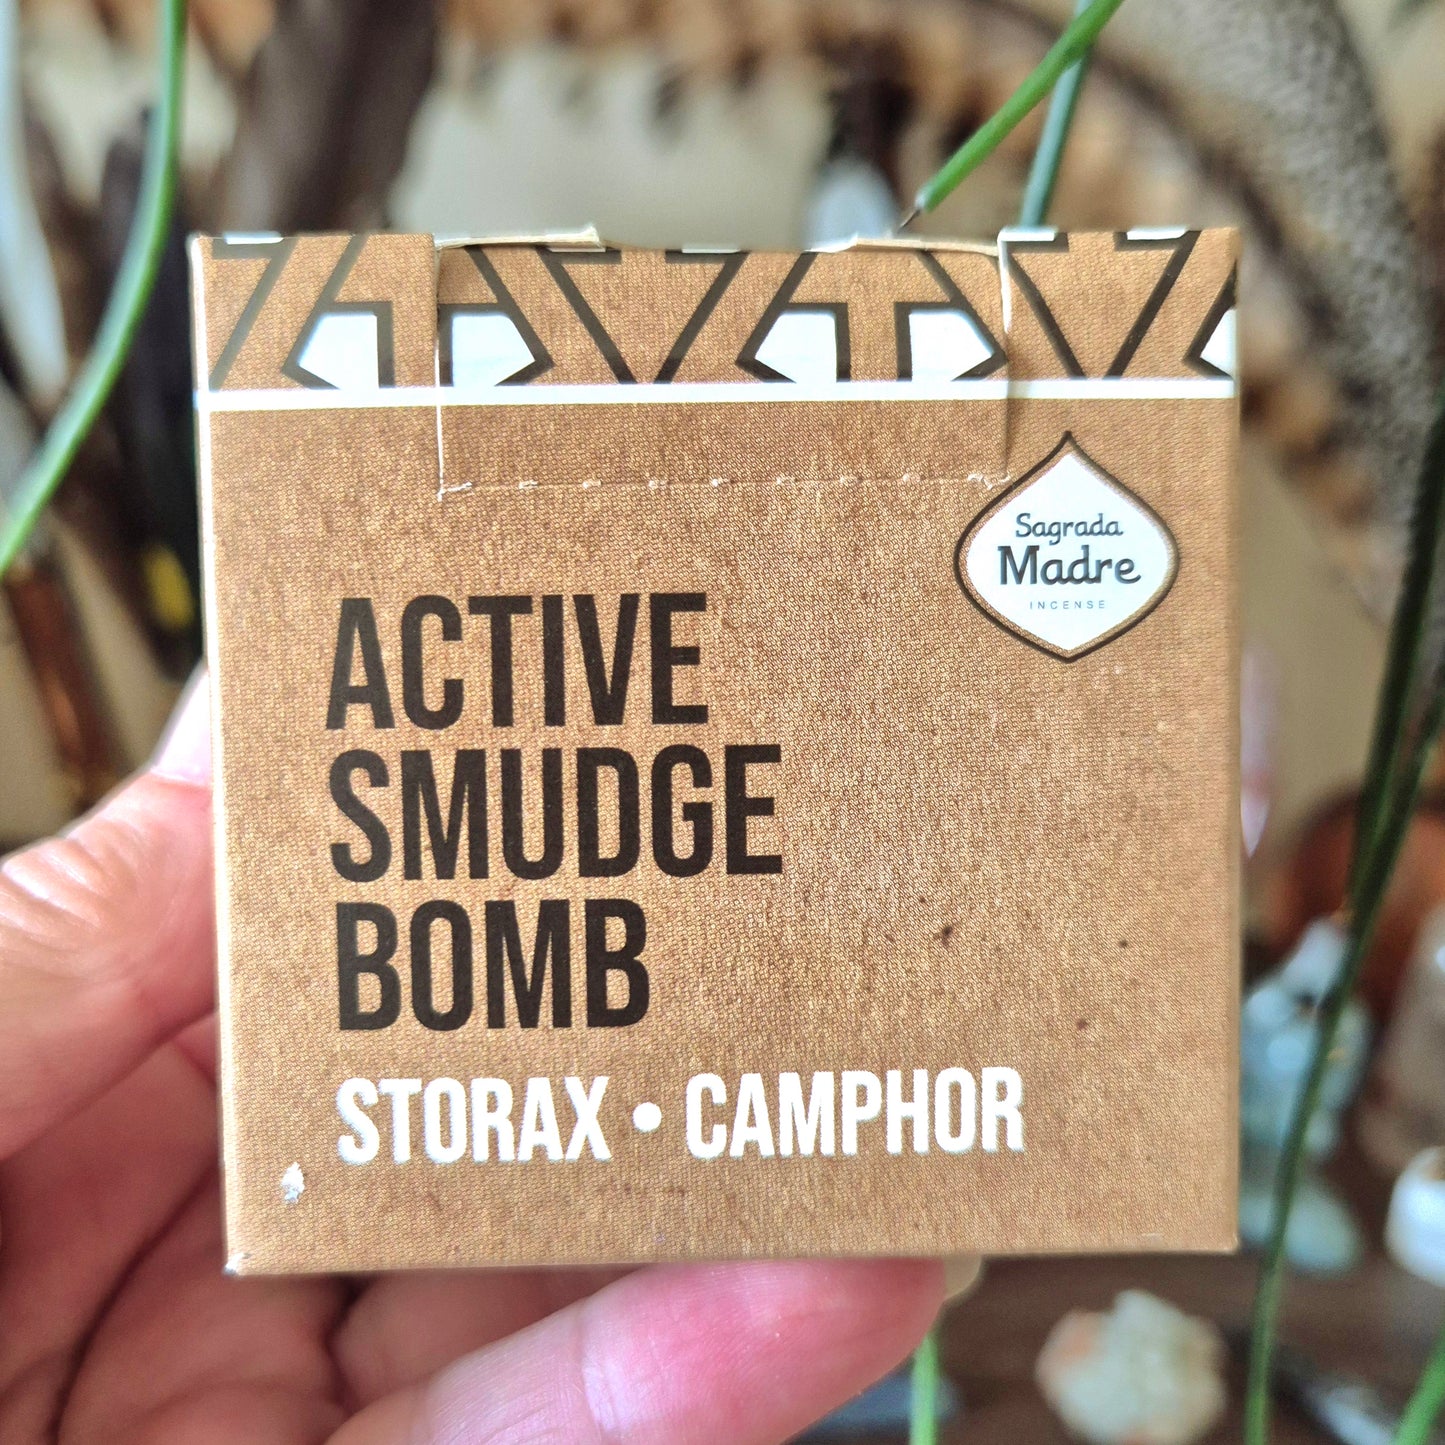 Sagrada
Madre
INCENSE
ACTIVE
SMUDGE
BOMB
STORAX • CAMPHOR